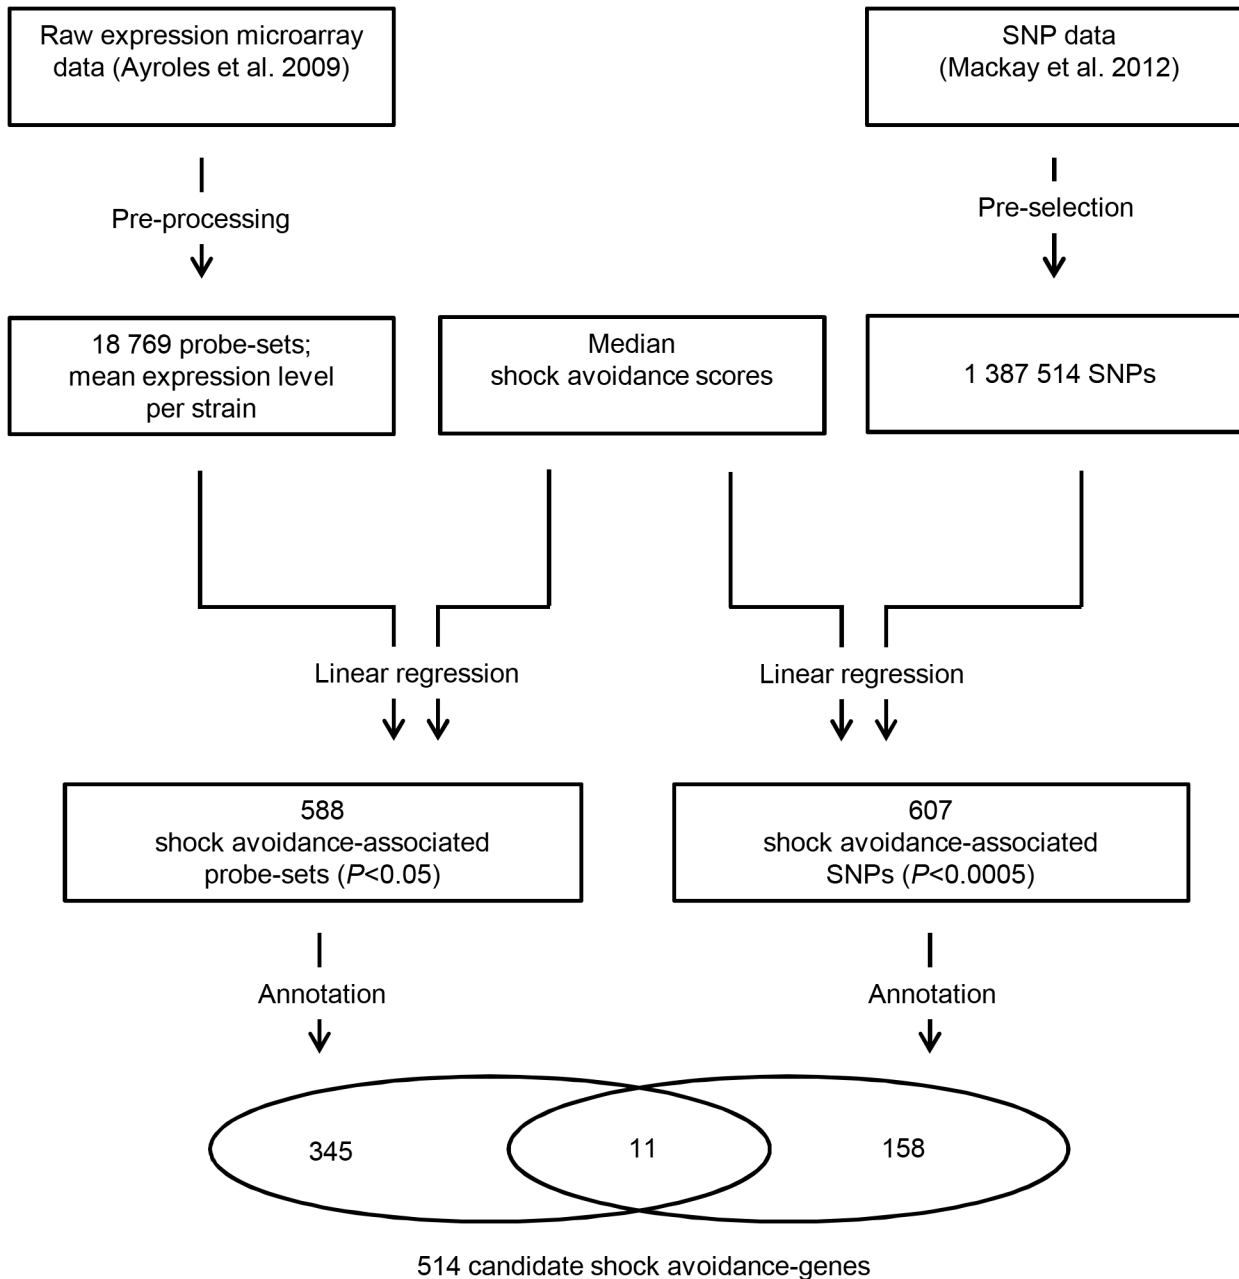 Raw expression microarray
data (Ayroles et al. 2009)
SNP data
(Mackay et al. 2012)
Pre-processing
Pre-selection
18 769 probe-sets;
mean expression level
per strain
Median
shock avoidance scores
1 387 514 SNPs
Linear regression
Linear regression
588
shock avoidance-associated
probe-sets (P<0.05)
607
shock avoidance-associated
SNPs (P<0.0005)
Annotation
Annotation
345
11
158
514 candidate shock avoidance-genes